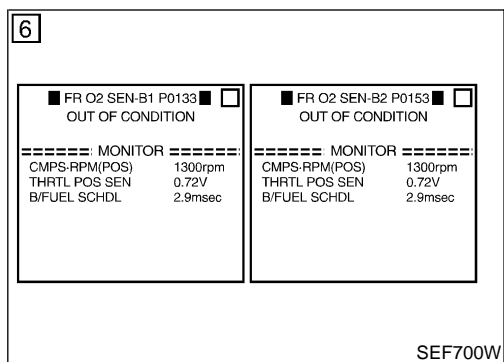 6
FR O2 SEN-B1 P0133
OUT OF CONDITION
====== MONITOR ======
CMPS·RPM(POS) 1300rpm
THRTL POS SEN 0.72V
B/FUEL SCHDL 2.9msec
FR O2 SEN-B2 P0153
OUT OF CONDITION
====== MONITOR ======
CMPS·RPM(POS) 1300rpm
THRTL POS SEN 0.72V
B/FUEL SCHDL 2.9msec
SEF700W